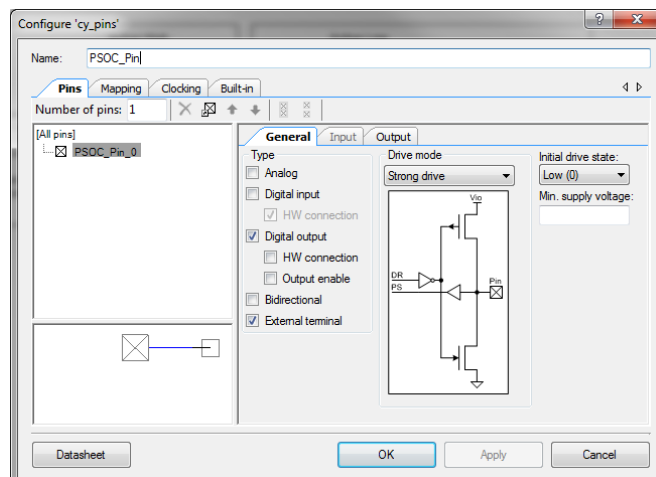 Configure 'cy_pins'
Name: PSOC_Pin
Pins Mapping Clocking Built-in
Number of pins: 1
[All pins]
PSOC_Pin_0
General Input Output
Type
Analog
Digital input
HW connection
Digital output
HW connection
Output enable
Bidirectional
External terminal
Drive mode
Strong drive
Vio
DR
PS
Pin
Initial drive state:
Low (0)
Min. supply voltage:
Datasheet OK Apply Cancel